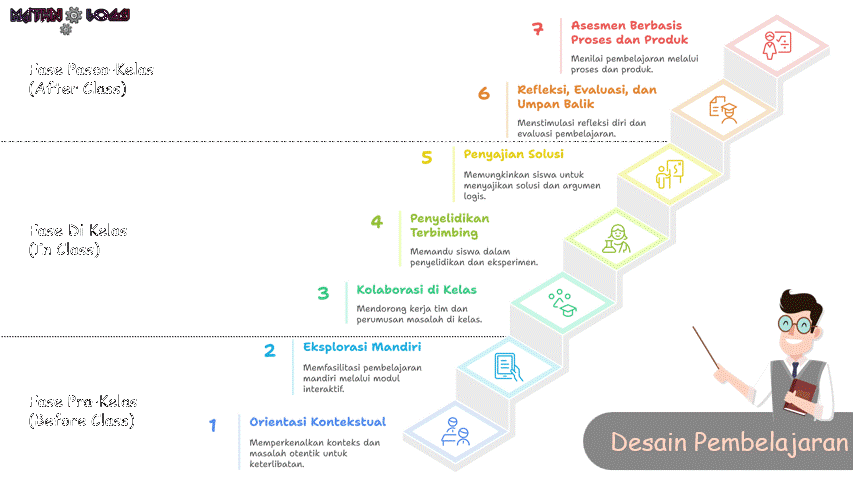 MATHN LOGY
Fase Pasca-Kelas
(After Class)
7
Asesmen Berbasis
Proses dan Produk
Menilai pembelajaran melalui
proses dan produk.
6
Refleksi, Evaluasi, dan
Umpan Balik
Menstimulasi refleksi diri dan
evaluasi pembelajaran.
Fase Di Kelas
(In Class)
5
Penyajian Solusi
Memungkinkan siswa untuk
menyajikan solusi dan argumen
logis.
4
Penyelidikan
Terbimbing
Memandu siswa dalam
penyelidikan dan eksperimen.
3
Kolaborasi di Kelas
Mendorong kerja tim dan
perumusan masalah di kelas.
Fase Pra-Kelas
(Before Class)
2
Eksplorasi Mandiri
Memfasilitasi pembelajaran
mandiri melalui modul
interaktif.
1
Orientasi Kontekstual
Memperkenalkan konteks dan
masalah otentik untuk
keterlibatan.
Desain Pembelajaran